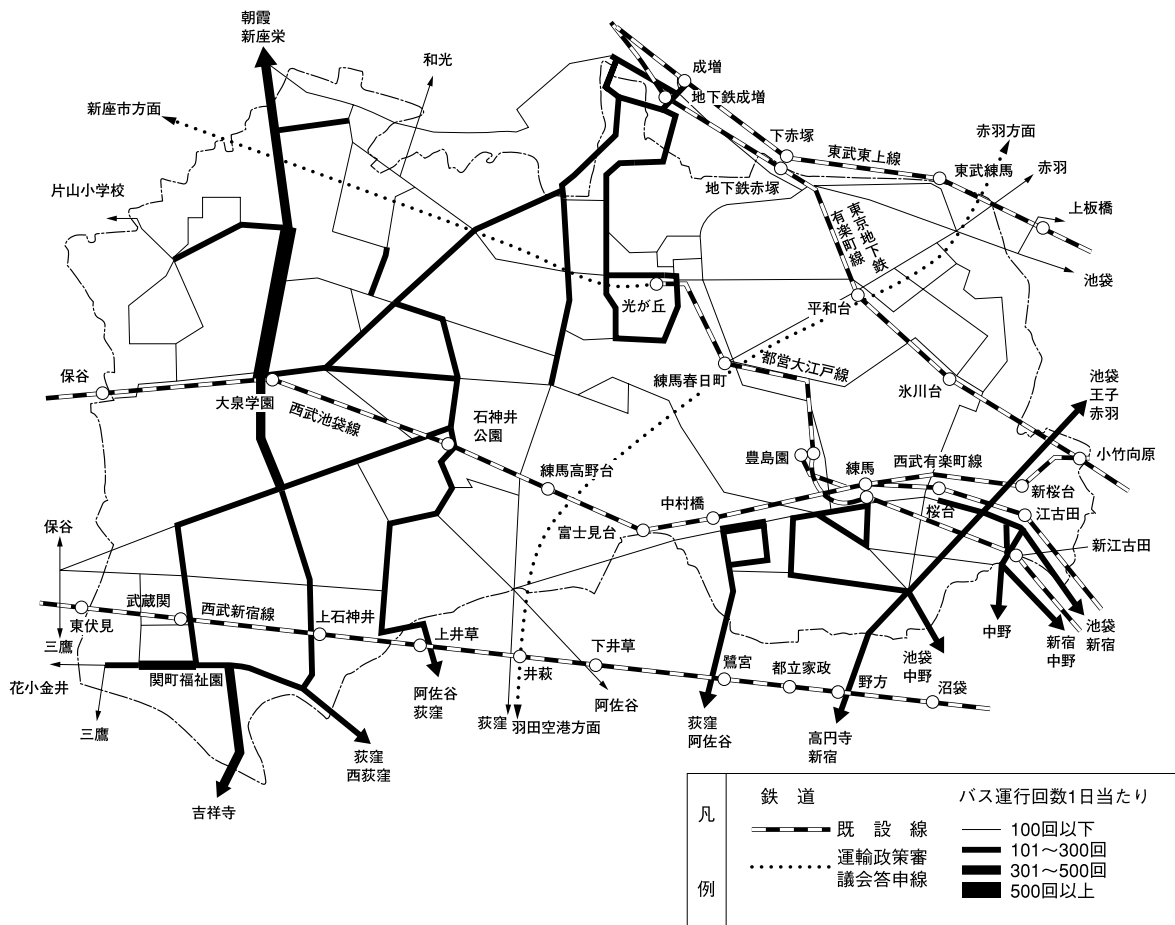 朝霞
新座栄
和光
成増
地下鉄成増
新座市方面
赤羽方面
下赤塚
東武東上線
東武練馬
赤羽
地下鉄赤塚
片山小学校
上板橋
東京地下鉄
有楽町線
池袋
光が丘
平和台
都営大江戸線
練馬春日町
保谷
大泉学園
西武池袋線
石神井
公園
氷川台
池袋
王子
赤羽
小竹向原
豊島園
練馬
西武有楽町線
練馬高野台
中村橋
新桜台
桜台
江古田
富士見台
新江古田
保谷
武蔵関
西武新宿線
上石神井
東伏見
上井草
下井草
三鷹
中野
新宿
中野
池袋
新宿
関町福祉園
井萩
鷺宮
都立家政
池袋
中野
野方
沼袋
花小金井
阿佐谷
荻窪
阿佐谷
三鷹
荻窪
羽田空港方面
荻窪
阿佐谷
高円寺
新宿
荻窪
西荻窪
吉祥寺
凡例
鉄道
バス運行回数1日当たり
既設線
100回以下
運輸政策審
議会答申線
101〜300回
301〜500回
500回以上